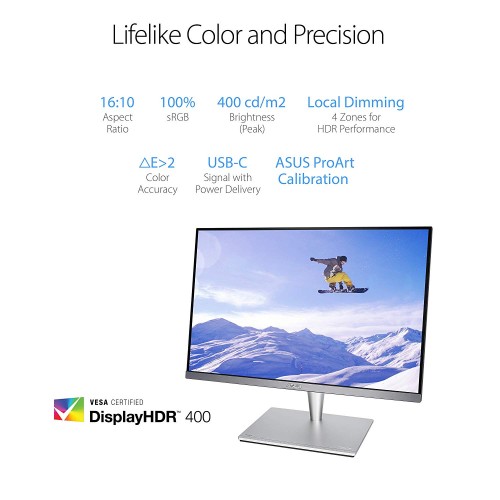 Lifelike Color and Precision
16:10
Aspect
Ratio
100%
sRGB
400 cd/m2
Brightness
(Peak)
Local Dimming
4 Zones for
HDR Performance
△E>2
Color
Accuracy
USB-C
Signal with
Power Delivery
ASUS ProArt
Calibration
VESA CERTIFIED
DisplayHDR™ 400